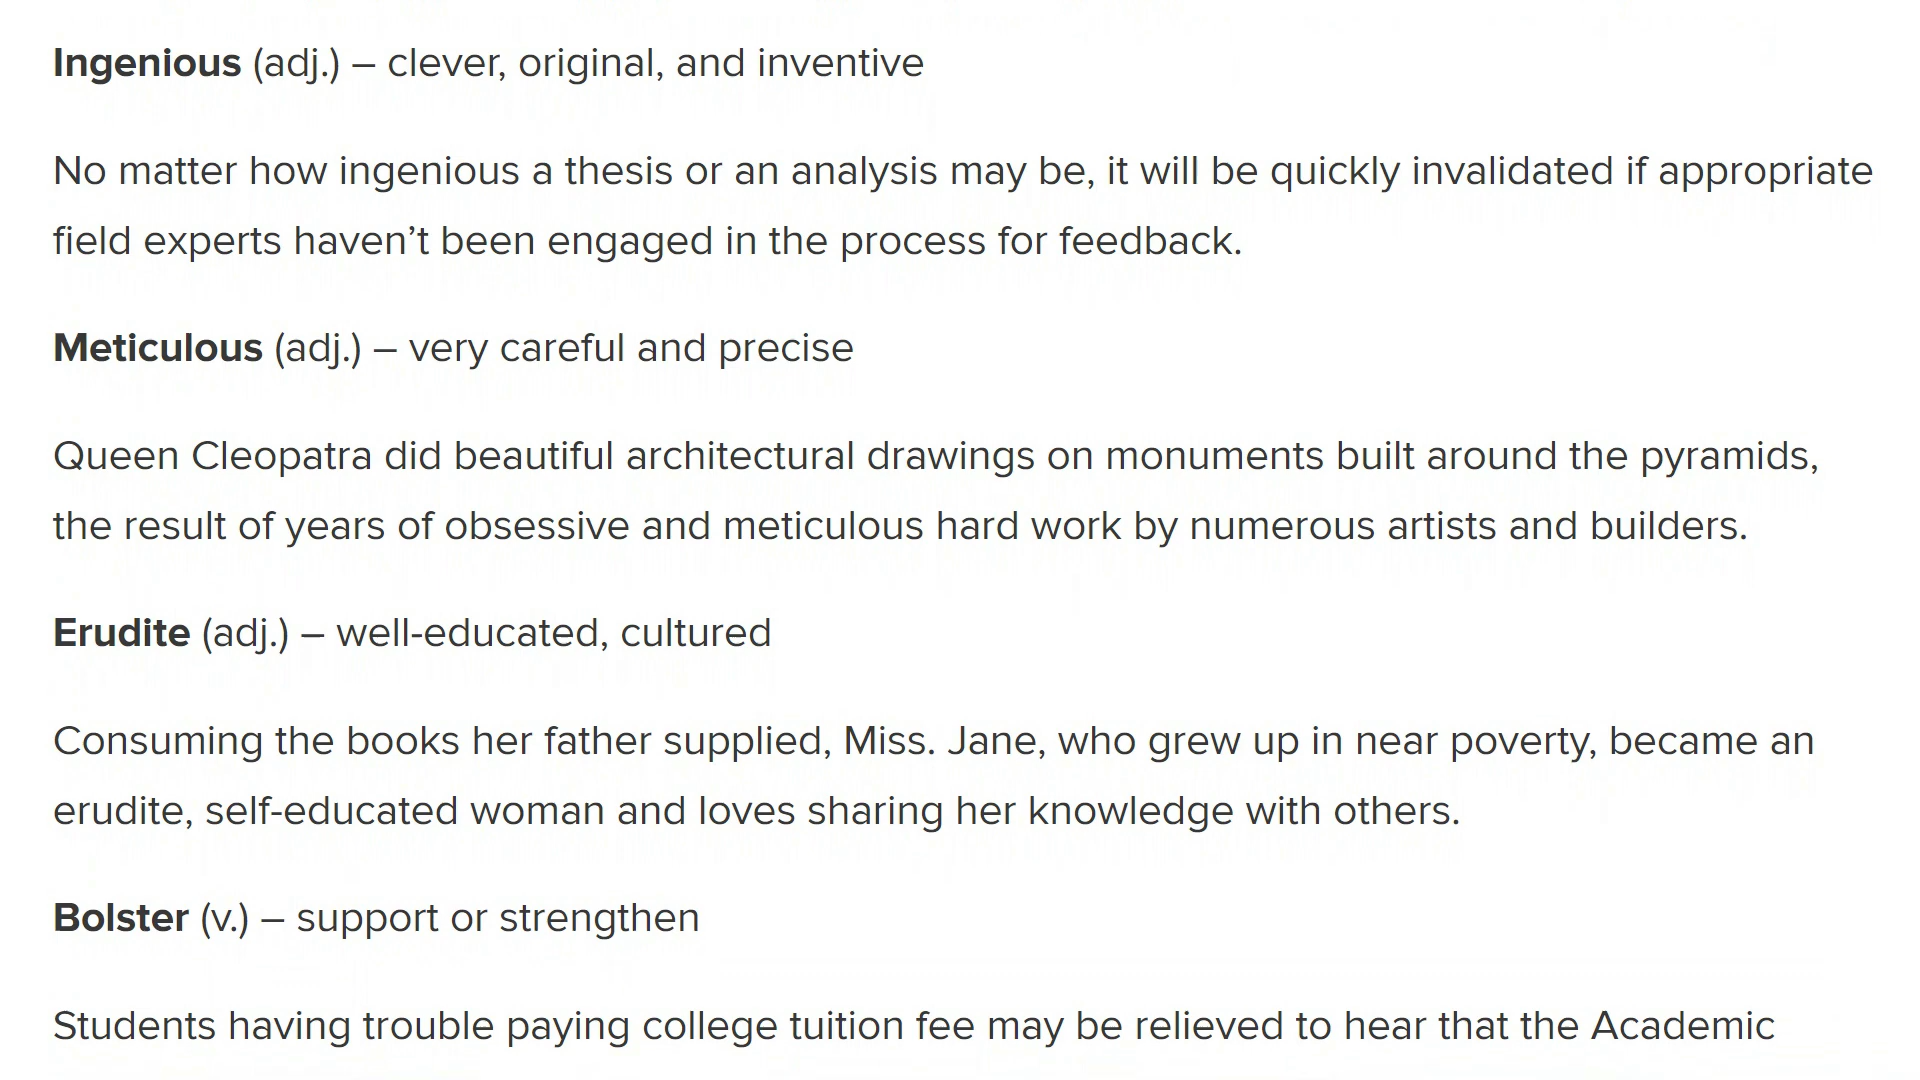 Ingenious (adj.) – clever, original, and inventive
No matter how ingenious a thesis or an analysis may be, it will be quickly invalidated if appropriate
field experts haven’t been engaged in the process for feedback.
Meticulous (adj.) – very careful and precise
Queen Cleopatra did beautiful architectural drawings on monuments built around the pyramids,
the result of years of obsessive and meticulous hard work by numerous artists and builders.
Erudite (adj.) – well-educated, cultured
Consuming the books her father supplied, Miss. Jane, who grew up in near poverty, became an
erudite, self-educated woman and loves sharing her knowledge with others.
Bolster (v.) – support or strengthen
Students having trouble paying college tuition fee may be relieved to hear that the Academic